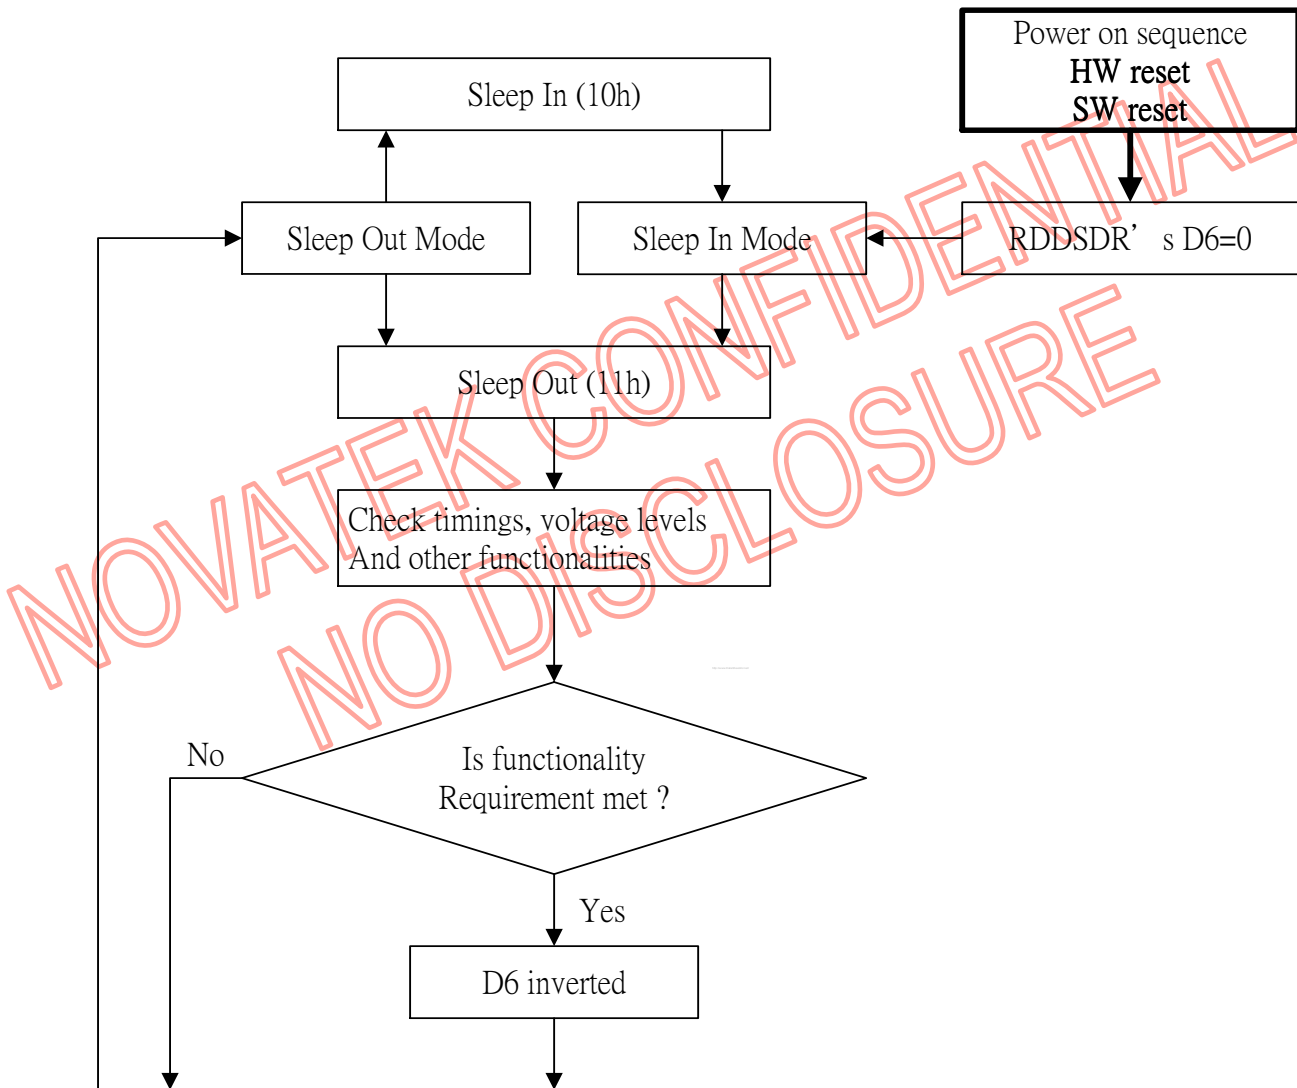 Power on sequence
HW reset
SW reset
Sleep In (10h)
Sleep Out Mode
Sleep In Mode
RDDSDR’ s D6=0
Sleep Out (11h)
Check timings, voltage levels
And other functionalities
Is functionality
Requirement met ?
No
Yes
D6 inverted
NOVATEK CONFIDENTIAL
NO DISCLOSURE